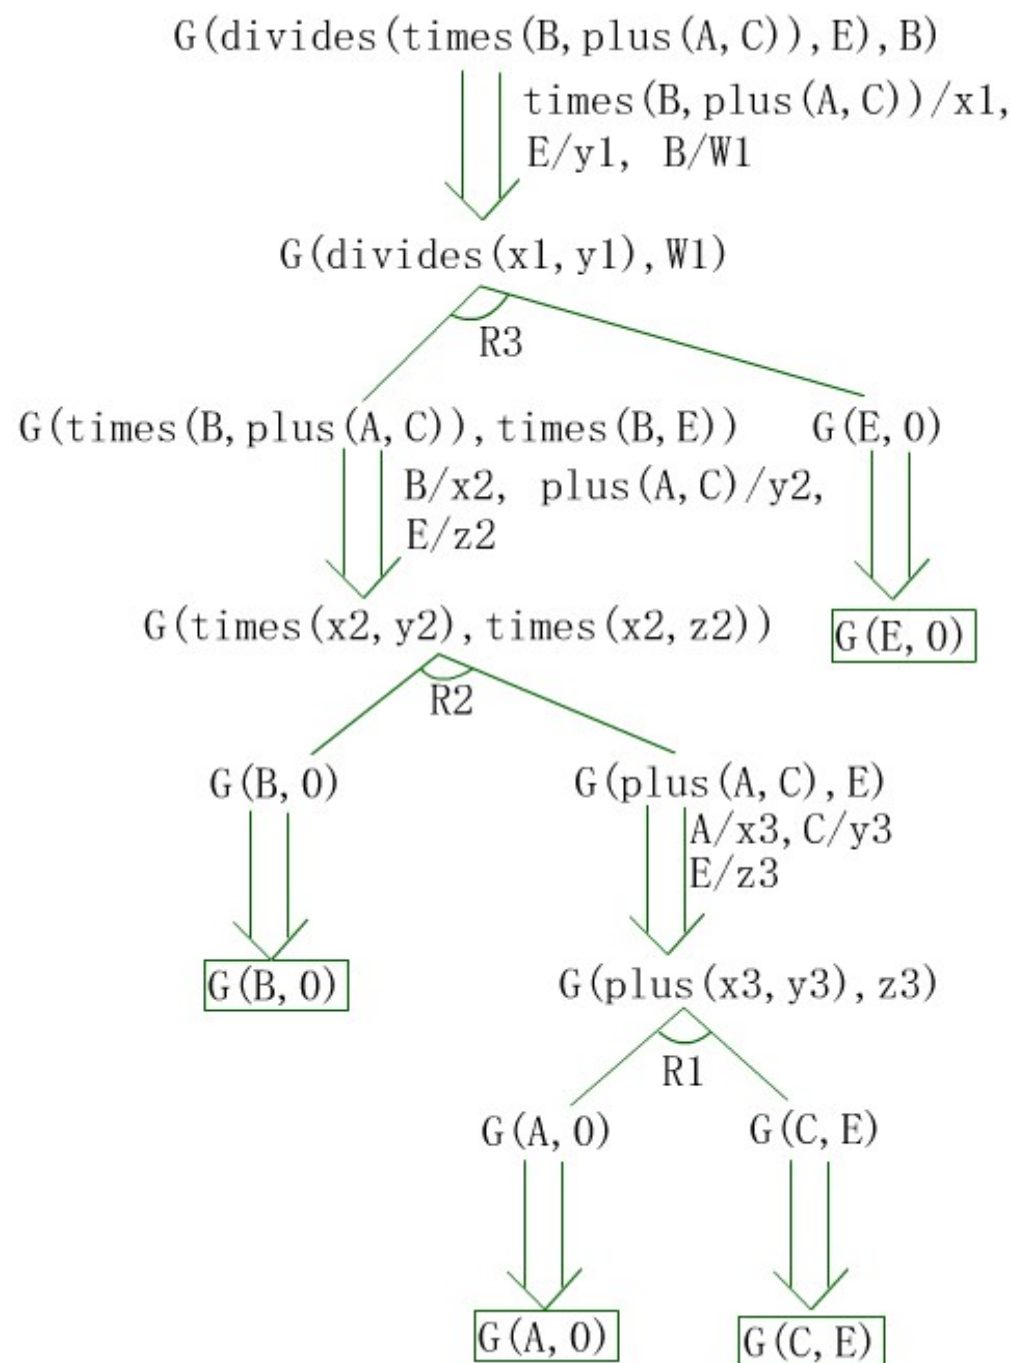 G(divides(times(B,plus(A,C)),E),B)
times(B,plus(A,C))/x1,
E/y1, B/W1
G(divides(x1,y1),W1)
R3
G(times(B,plus(A,C)),times(B,E)) G(E,0)
B/x2, plus(A,C)/y2,
E/z2
G(times(x2,y2),times(x2,z2)) G(E,0)
R2
G(B,0) G(plus(A,C),E)
A/x3,C/y3
E/z3
G(B,0) G(plus(x3,y3),z3)
R1
G(A,0) G(C,E)
G(A,0) G(C,E)